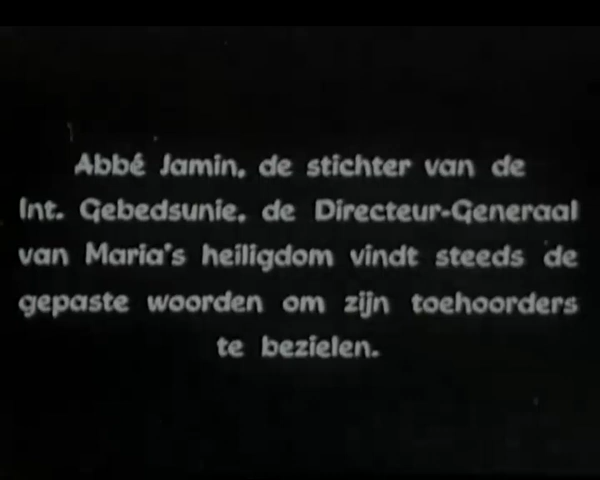 Abbé Jamin, de stichter van de
Int. Gebedsunie, de Directeur-Generaal
van Maria's heiligdom vindt steeds de
gepaste woorden om zijn toehoorders
te bezielen.